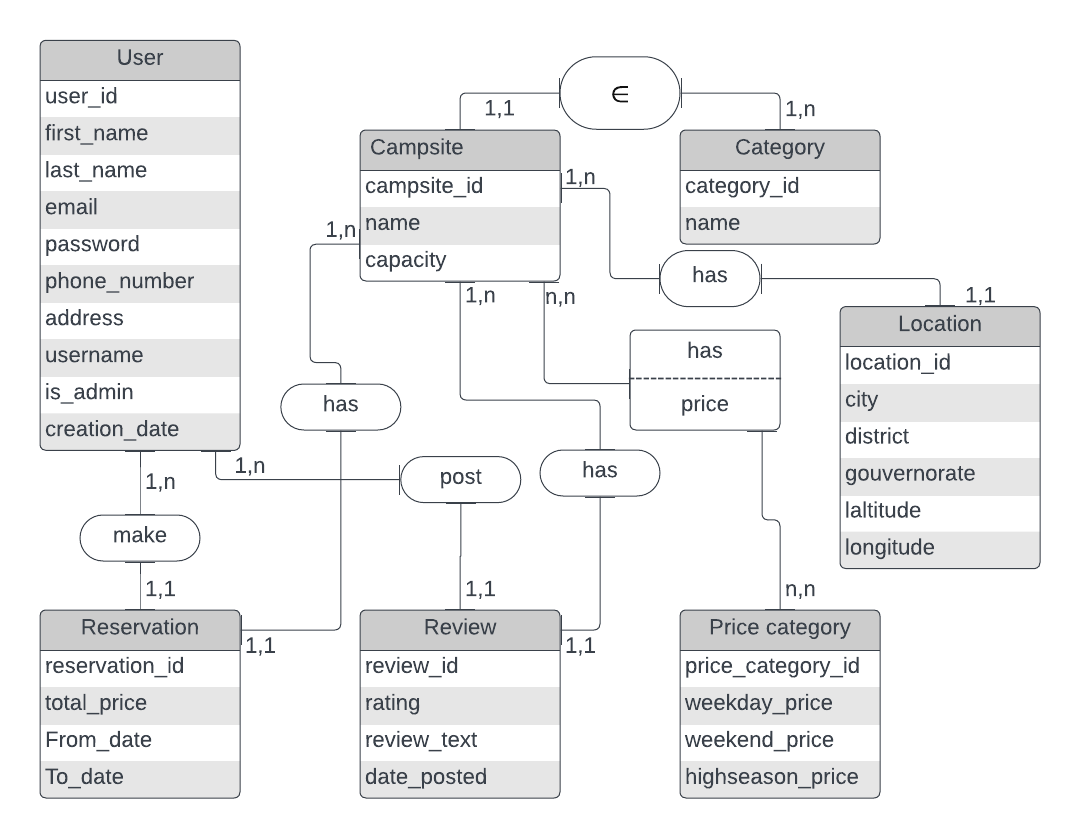 User
user_id
first_name
last_name
email
password
phone_number
address
username
is_admin
creation_date
∈
1,1
1,n
Campsite
campsite_id
name
capacity
Category
category_id
name
1,n
has
1,1
Location
location_id
city
district
gouvernorate
laltitude
longitude
1,n
has
1,1
1,n
has
1,1
n,n
has
price
n,n
1,n
post
1,1
1,n
make
1,1
Reservation
reservation_id
total_price
From_date
To_date
Review
review_id
rating
review_text
date_posted
Price category
price_category_id
weekday_price
weekend_price
highseason_price